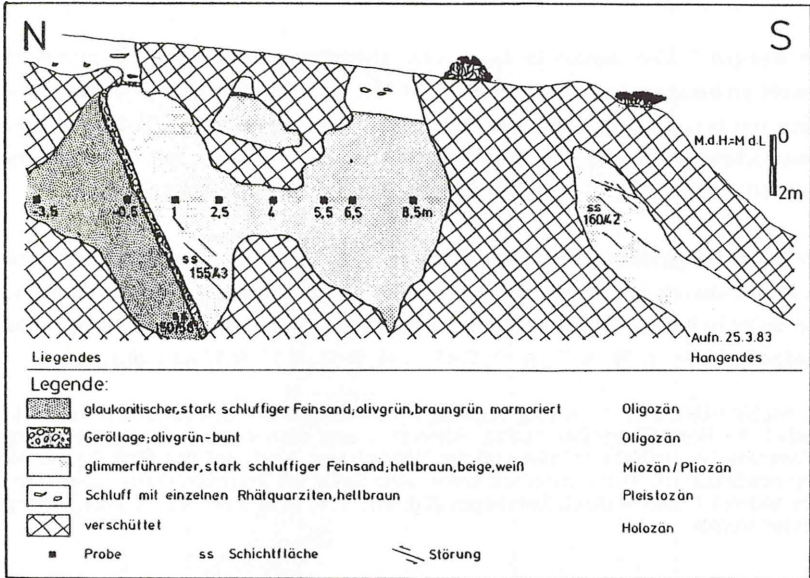 N S
M.d.H.=M.d.L
0
2m
-3,5 -0,5 1 2,5 4 5,5 6,5 8,5m
ss
160/42
ss
155/43
ss
150/50
Aufn. 25.3.83
Liegendes Hangendes
Legende:
glaukonitischer, stark schluffiger Feinsand; olivgrün, braungrün marmoriert Oligozän
Geröllage; olivgrün-bunt Oligozän
glimmerführender, stark schluffiger Feinsand; hellbraun, beige, weiß Miozän / Pliozän
Schluff mit einzelnen Rhätquarziten, hellbraun Pleistozän
verschüttet Holozän
Probe ss Schichtfläche Störung